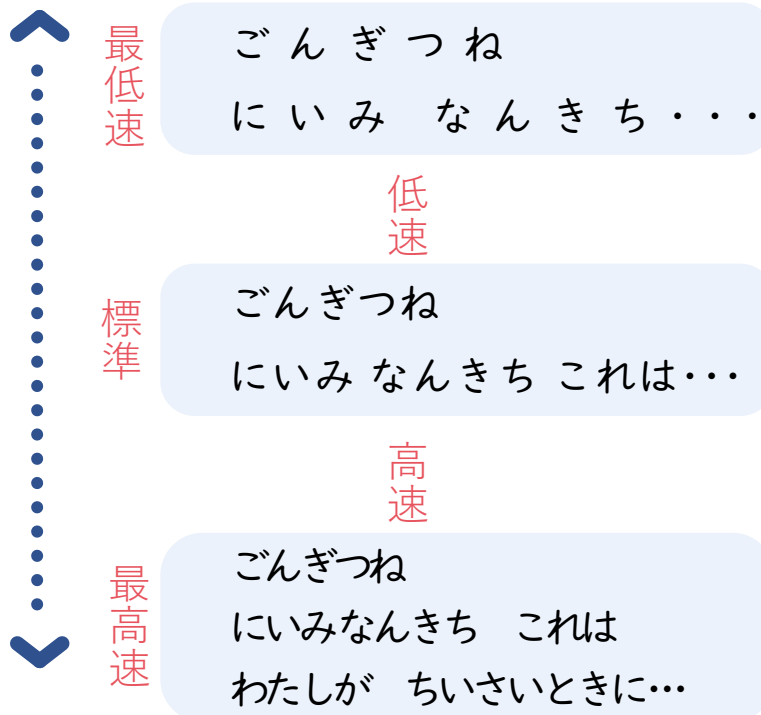 最低速
ごんぎつね
にいみ なんきち・・・
低速
標準
ごんぎつね
にいみ なんきち これは・・・
高速
最高速
ごんぎつね
にいみなんきち　これは
わたしが　ちいさいときに…